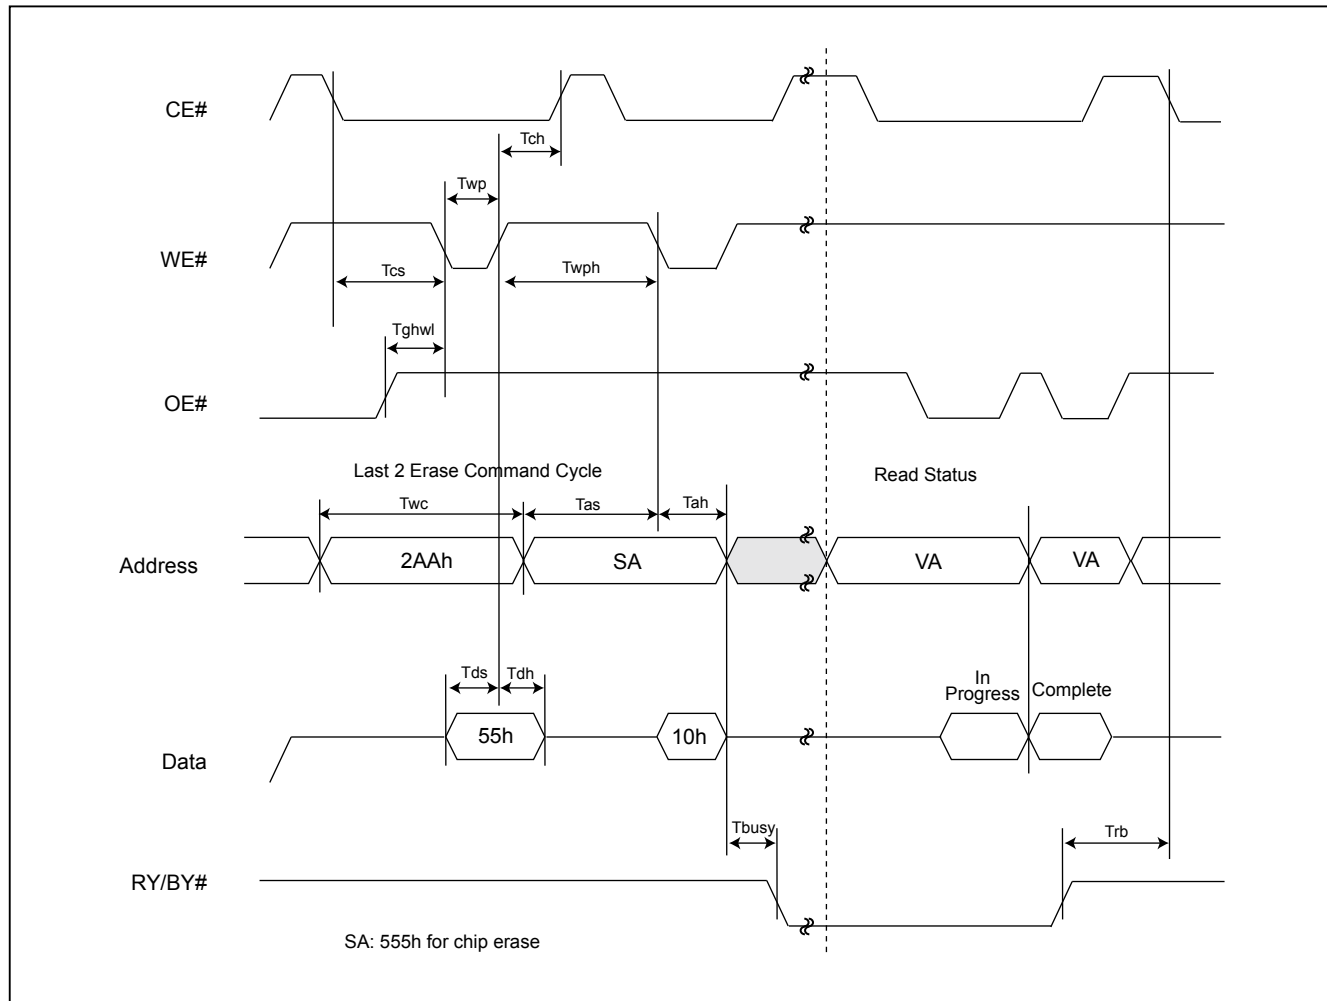 CE#
Tch
Twp
WE#
Tcs
Twph
Tghwl
OE#
Last 2 Erase Command Cycle
Read Status
Twc
Tas
Tah
Address
2AAh
SA
VA
VA
Tds
Tdh
In
Progress
Complete
55h
10h
Data
Tbusy
Trb
RY/BY#
SA: 555h for chip erase